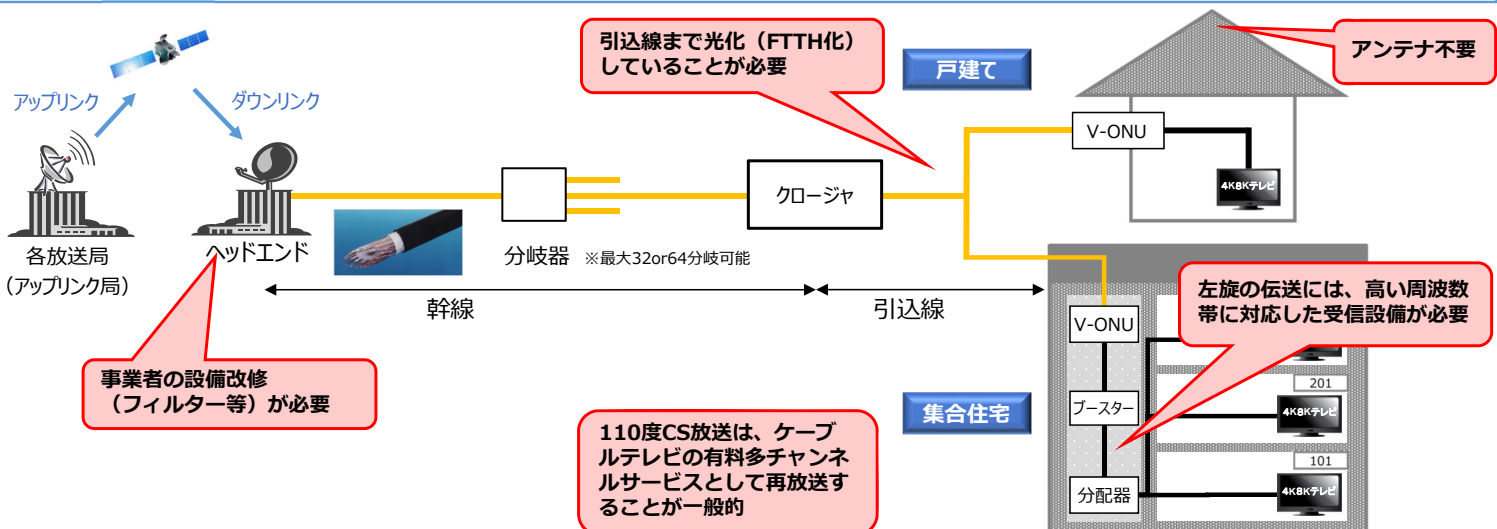 引込線まで光化（FTTH化）
していることが必要
戸建て
アンテナ不要
アップリンク
ダウンリンク
V-ONU
4K8Kテレビ
クロージャ
各放送局
（アップリンク局）
ヘッドエンド
分岐器 ※最大32or64分岐可能
幹線
引込線
左旋の伝送には、高い周波数
帯に対応した受信設備が必要
V-ONU
事業者の設備改修
（フィルター等）が必要
201
ブースター
4K8Kテレビ
集合住宅
110度CS放送は、ケーブ
ルテレビの有料多チャンネ
ルサービスとして再放送す
ることが一般的
101
分配器
4K8Kテレビ